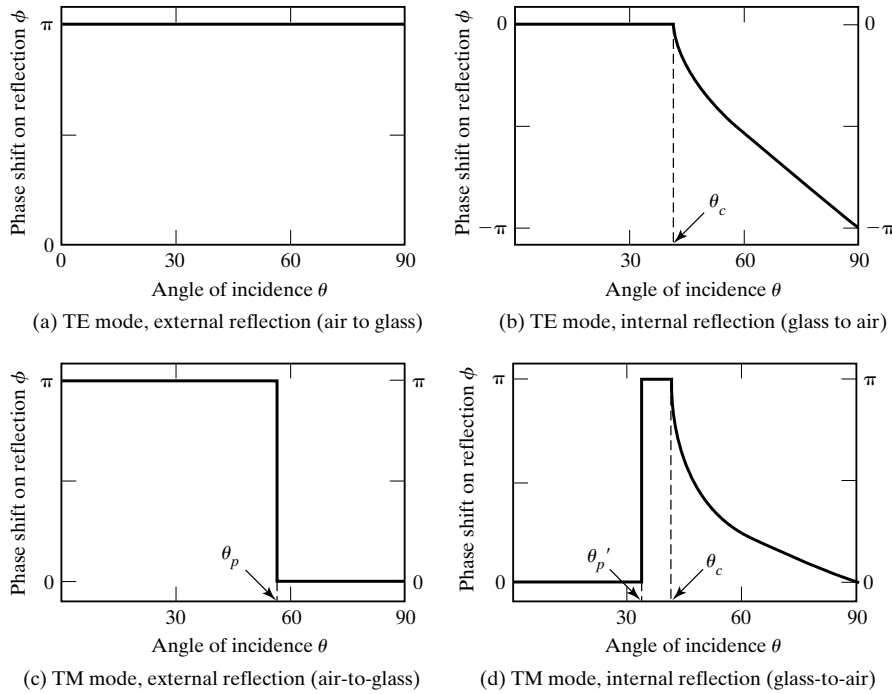 Phase shift on reflection ϕ
π
0
0
30
60
90
Angle of incidence θ
(a) TE mode, external reflection (air to glass)
Phase shift on reflection ϕ
0
0
−π
−π
θc
30
60
90
Angle of incidence θ
(b) TE mode, internal reflection (glass to air)
Phase shift on reflection ϕ
π
π
0
0
θp
30
60
90
Angle of incidence θ
(c) TM mode, external reflection (air-to-glass)
Phase shift on reflection ϕ
π
π
0
0
θp′
θc
30
60
90
Angle of incidence θ
(d) TM mode, internal reflection (glass-to-air)